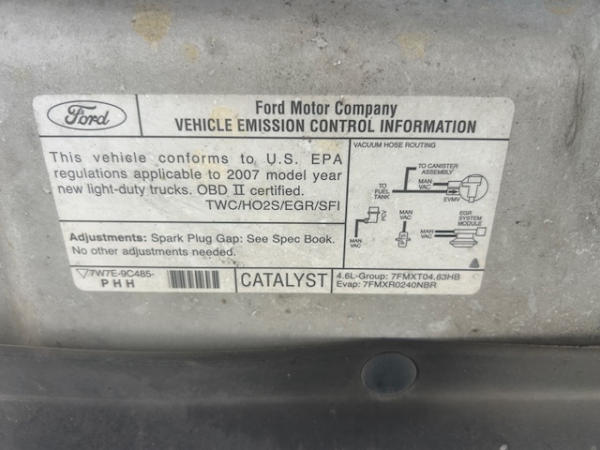 Ford
Ford Motor Company
VEHICLE EMISSION CONTROL INFORMATION
This vehicle conforms to U.S. EPA
regulations applicable to 2007 model year
new light-duty trucks. OBD II certified.
TWC/HO2S/EGR/SFI
Adjustments: Spark Plug Gap: See Spec Book.
No other adjustments needed.
VACUUM HOSE ROUTING
TO CANISTER
ASSEMBLY
TO
FUEL
TANK
MAN
VAC
EVMV
PCV
MAN
VAC
MAN
VAC
MAN
VAC
EGR
SYSTEM
MODULE
7W7E-9C485-
PHH
CATALYST
4.6L-Group: 7FMXT04.63HB
Evap: 7FMXR0240NBR